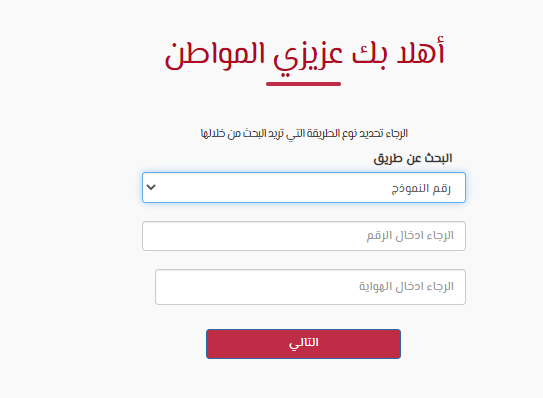 أهلا بك عزيزي المواطن
الرجاء تحديد نوع الطريقة التي تريد البحث من خلالها
البحث عن طريق
رقم النموذج
الرجاء ادخال الرقم
الرجاء ادخال الهواية
التالي